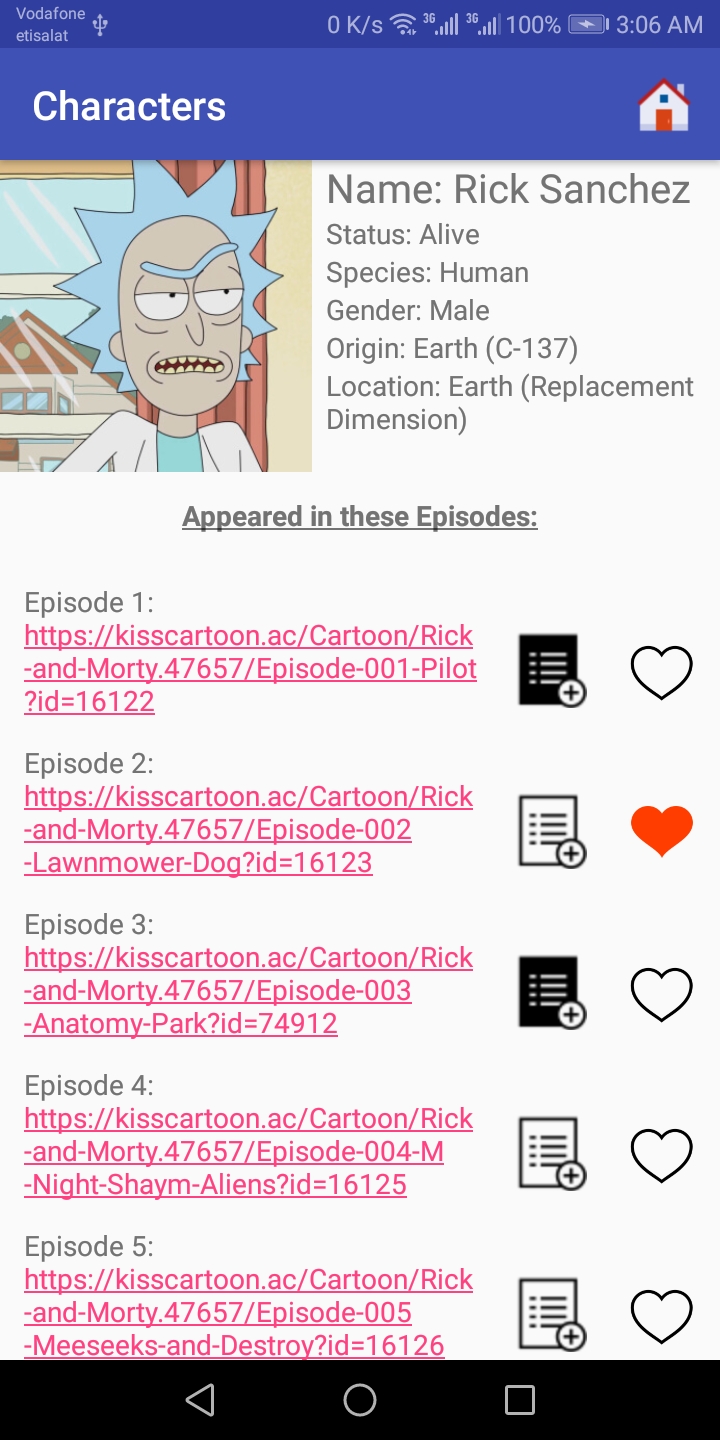 Vodafone
etisalat
0 K/s 3G 3G 100% 3:06 AM
Characters
Name: Rick Sanchez
Status: Alive
Species: Human
Gender: Male
Origin: Earth (C-137)
Location: Earth (Replacement
Dimension)
Appeared in these Episodes:
Episode 1:
https://kisscartoon.ac/Cartoon/Rick
-and-Morty.47657/Episode-001-Pilot
?id=16122
Episode 2:
https://kisscartoon.ac/Cartoon/Rick
-and-Morty.47657/Episode-002
-Lawnmower-Dog?id=16123
Episode 3:
https://kisscartoon.ac/Cartoon/Rick
-and-Morty.47657/Episode-003
-Anatomy-Park?id=74912
Episode 4:
https://kisscartoon.ac/Cartoon/Rick
-and-Morty.47657/Episode-004-M
-Night-Shaym-Aliens?id=16125
Episode 5:
https://kisscartoon.ac/Cartoon/Rick
-and-Morty.47657/Episode-005
-Meeseeks-and-Destroy?id=16126